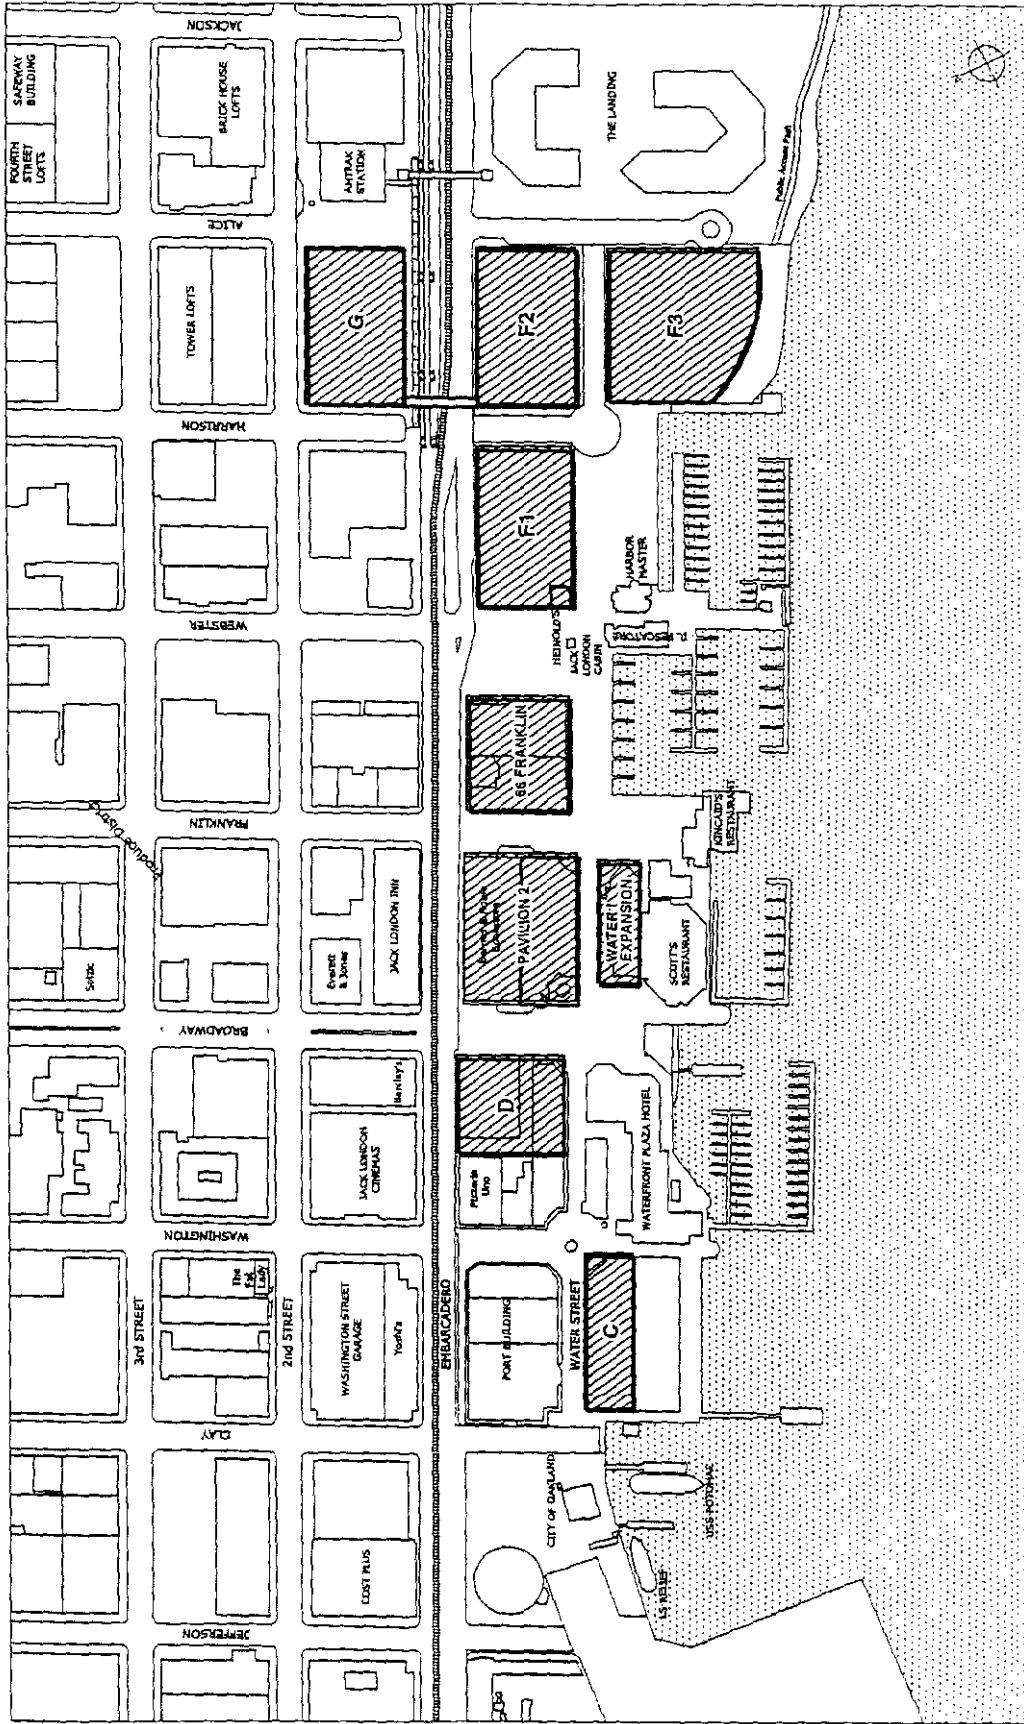 JACKSON
SAFEWAY
BUILDING
FOURTH
STREET
LOFTS
BRICK HOUSE
LOFTS
AMTRAK
STATION
THE LANDING
Public Access Path
ALICE
TOWER LOFTS
G
F2
F3
HARRISON
F1
HARBOR
MASTER
WEBSTER
HEINOLD'S
JACK
LONDON
CABIN
66 FRANKLIN
KINCAID'S
RESTAURANT
FRANKLIN
Produce District
JACK LONDON INN
Everett
& Jones
PAVILION 2
WATER I
EXPANSION
SCOTT'S
RESTAURANT
BROADWAY
Barclay's
JACK LONDON
CINEMAS
D
Uno
WATERFRONT PLAZA HOTEL
WASHINGTON
The
Fat
Lady
3rd STREET
2nd STREET
WASHINGTON STREET
GARAGE
Yoshi's
EMBARCADERO
PORT BUILDING
WATER STREET
C
CLAY
CITY OF OAKLAND
USS POTOMAC
COST PLUS
JEFFERSON